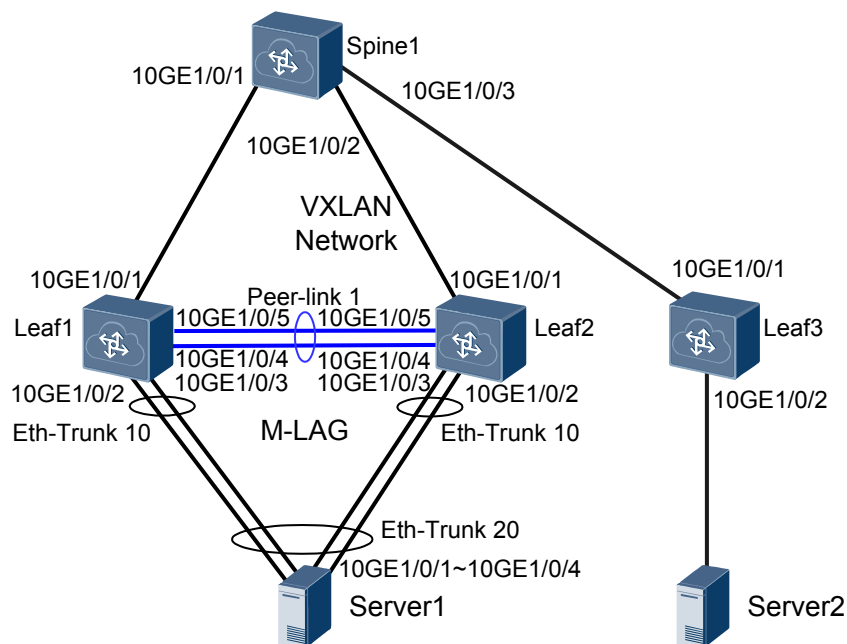 Spine1
10GE1/0/1
10GE1/0/3
10GE1/0/2
VXLAN
Network
10GE1/0/1
10GE1/0/1
10GE1/0/1
Peer-link 1
10GE1/0/5
10GE1/0/5
Leaf1
Leaf2
Leaf3
10GE1/0/4
10GE1/0/4
10GE1/0/2
10GE1/0/3
10GE1/0/3
10GE1/0/2
10GE1/0/2
Eth-Trunk 10
M-LAG
Eth-Trunk 10
Eth-Trunk 20
10GE1/0/1~10GE1/0/4
Server1
Server2